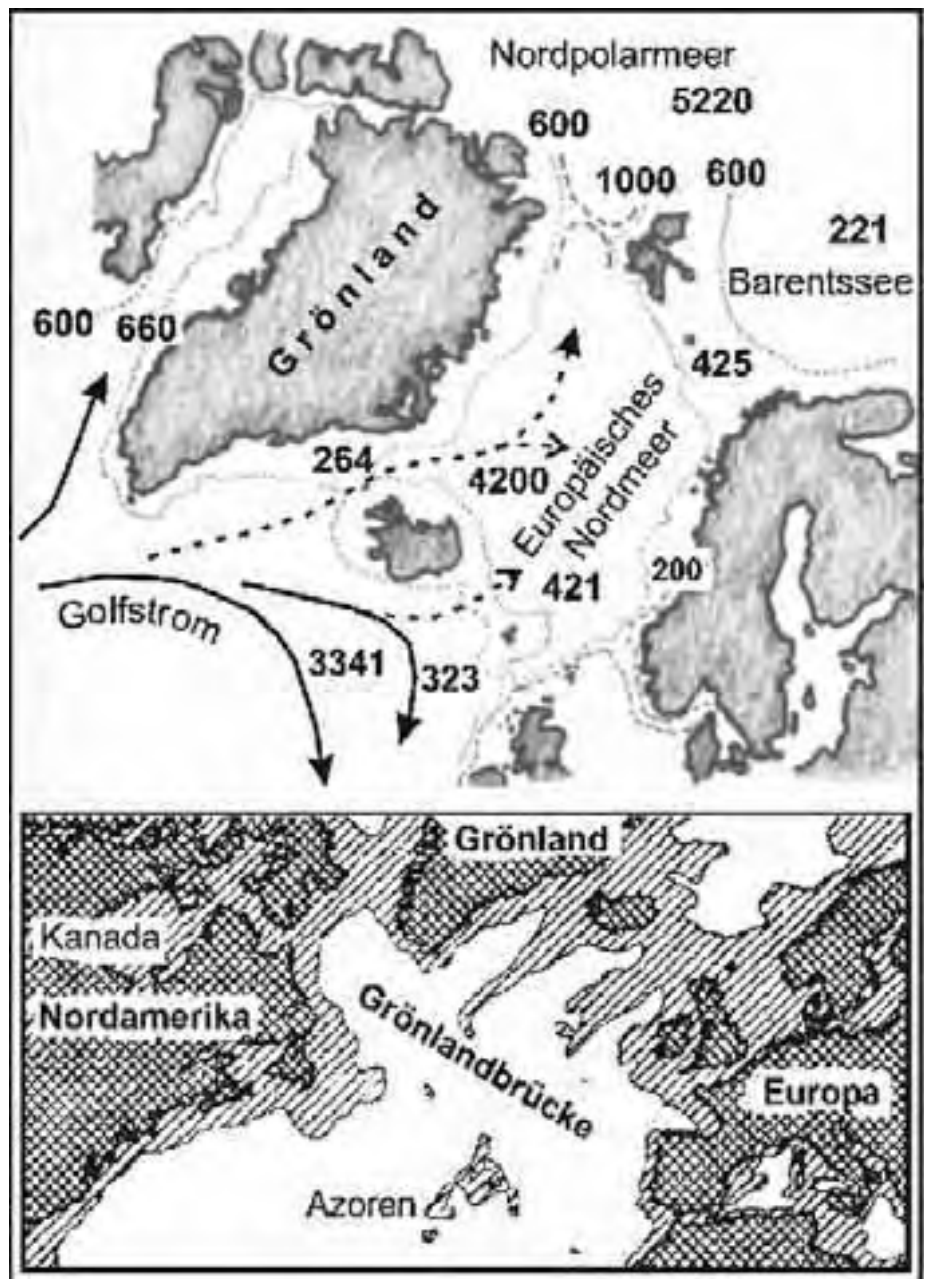 Nordpolarmeer
5220
600
1000
600
221
Barentssee
Grönland
600
660
425
264
4200
Europäisches
Nordmeer
421
200
Golfstrom
3341
323
Grönland
Kanada
Nordamerika
Grönlandbrücke
Europa
Azoren